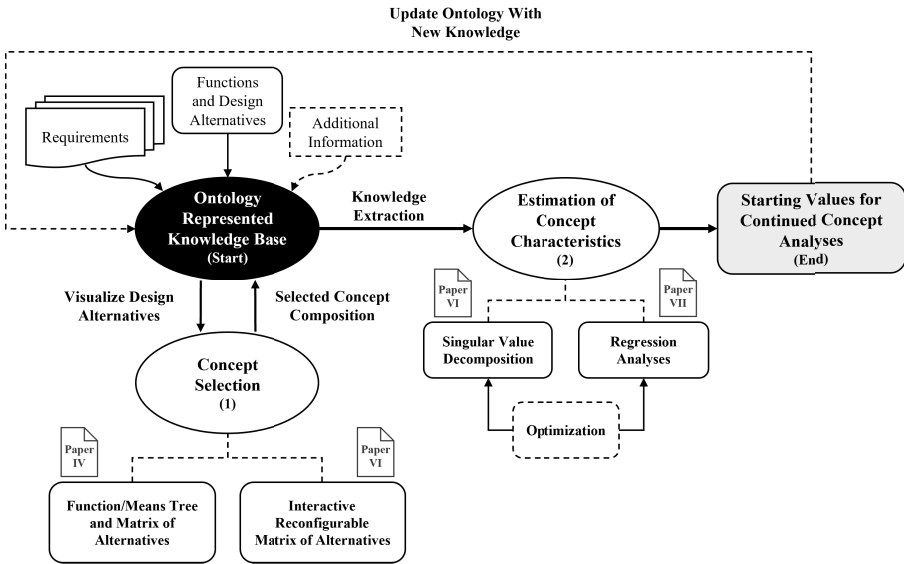 Update Ontology With
New Knowledge
Functions
and Design
Alternatives
Requirements
Additional
Information
Ontology
Represented
Knowledge Base
(Start)
Knowledge
Extraction
Estimation of
Concept
Characteristics
(2)
Starting Values for
Continued Concept
Analyses
(End)
Visualize Design
Alternatives
Selected Concept
Composition
Paper
VI
Paper
VII
Singular Value
Decomposition
Regression
Analyses
Concept
Selection
(1)
Optimization
Paper
IV
Paper
VI
Function/Means Tree
and Matrix of
Alternatives
Interactive
Reconfigurable
Matrix of Alternatives